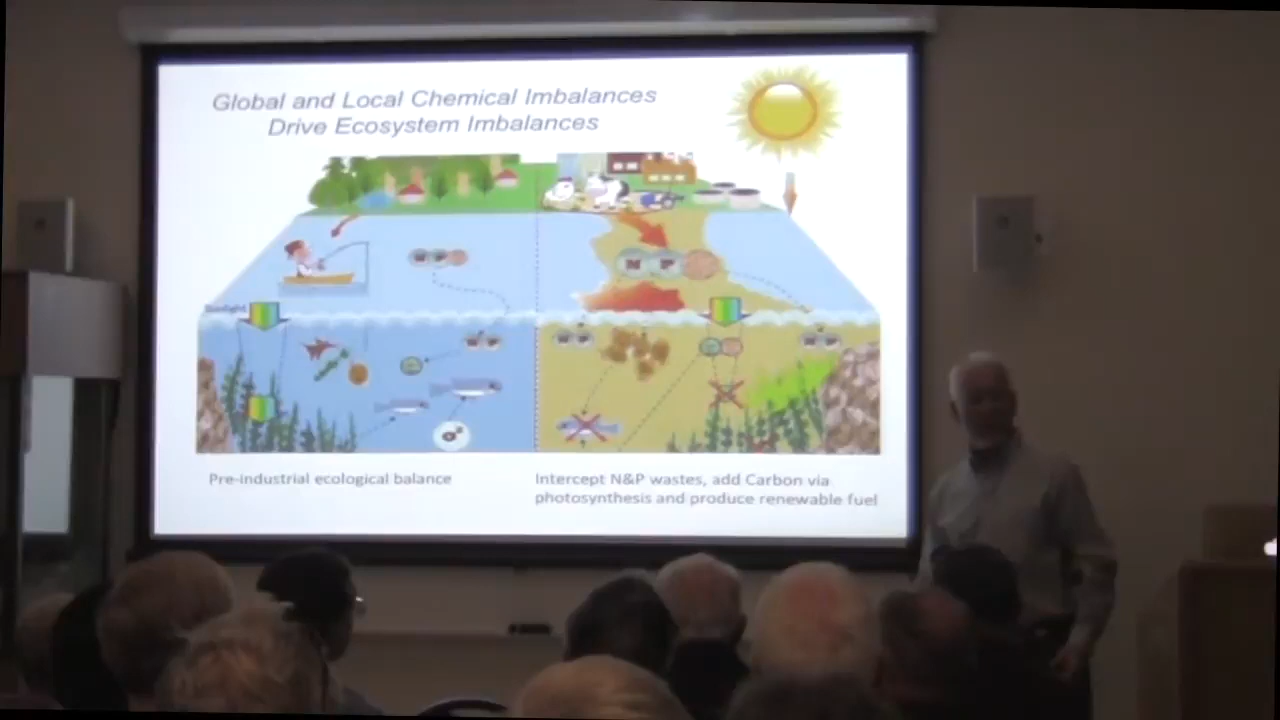 Global and Local Chemical Imbalances
Drive Ecosystem Imbalances
Sunlight
N P
Pre-industrial ecological balance
Intercept N&P wastes, add Carbon via
photosynthesis and produce renewable fuel